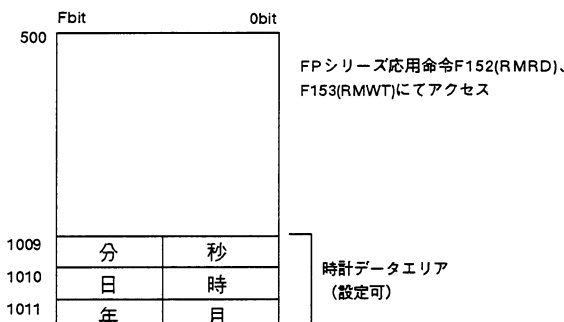 Fbit 0bit
500
FPシリーズ応用命令F152(RMRD)、
F153(RMWT)にてアクセス
1009 分 秒
1010 日 時
時計データエリア
(設定可)
1011 年 月